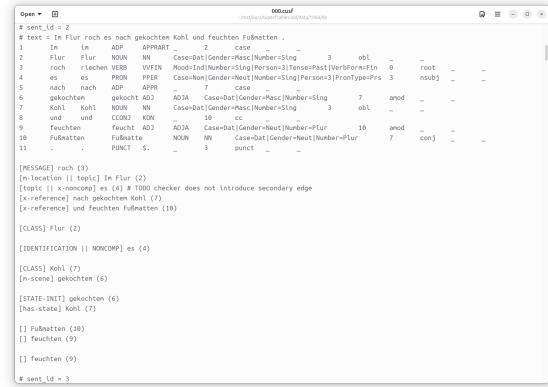 Open
000.cusf
~/mist/ours/superframes-old/data/1984/de
# sent_id = 2
# text = Im Flur roch es nach gekochtem Kohl und feuchten Fußmatten .
1 Im im ADP APPRART _ 2 case _ _
2 Flur Flur NOUN NN Case=Dat|Gender=Masc|Number=Sing 3 obl _ _
3 roch riechen VERB VVFIN Mood=Ind|Number=Sing|Person=3|Tense=Past|VerbForm=Fin 0 root _ _
4 es es PRON PPER Case=Nom|Gender=Neut|Number=Sing|Person=3|PronType=Prs 3 nsubj _ _
5 nach nach ADP APPR _ 7 case _ _
6 gekochtem gekocht ADJ ADJA Case=Dat|Gender=Masc|Number=Sing 7 amod _ _
7 Kohl Kohl NOUN NN Case=Dat|Gender=Masc|Number=Sing 3 obl _ _
8 und und CCONJ KON _ 10 cc _ _
9 feuchten feucht ADJ ADJA Case=Dat|Gender=Neut|Number=Plur 10 amod _ _
10 Fußmatten Fußmatte NOUN NN Case=Dat|Gender=Neut|Number=Plur 7 conj _ _
11 . . PUNCT $. _ 3 punct _ _
[MESSAGE] roch (3)
[m-location || topic] Im Flur (2)
[topic || x-noncomp] es (4) # TODO checker does not introduce secondary edge
[x-reference] nach gekochtem Kohl (7)
[x-reference] und feuchten Fußmatten (10)
[CLASS] Flur (2)
[IDENTIFICATION || NONCOMP] es (4)
[CLASS] Kohl (7)
[m-scene] gekochtem (6)
[STATE-INIT] gekochtem (6)
[has-state] Kohl (7)
[] Fußmatten (10)
[] feuchten (9)
[] feuchten (9)
# sent_id = 3